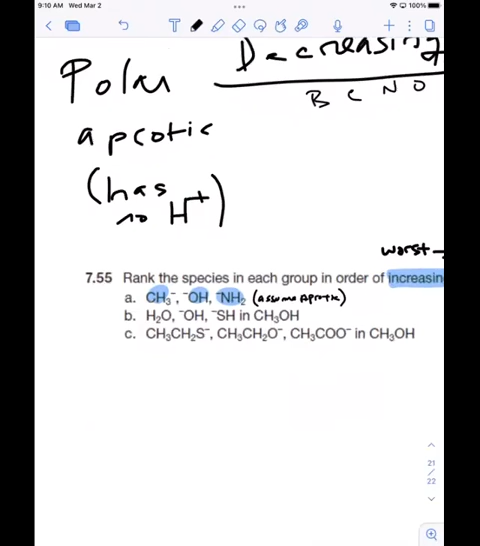 9:10 AM Wed Mar 2
100%
Decreasing
Polar
B C N O
aprotic
(has
no H+)
worst
7.55 Rank the species in each group in order of increasin
a. CH₃⁻, ⁻OH, ⁻NH₂ (assume aprotic)
b. H₂O, ⁻OH, ⁻SH in CH₃OH
c. CH₃CH₂S⁻, CH₃CH₂O⁻, CH₃COO⁻ in CH₃OH
21
/
22